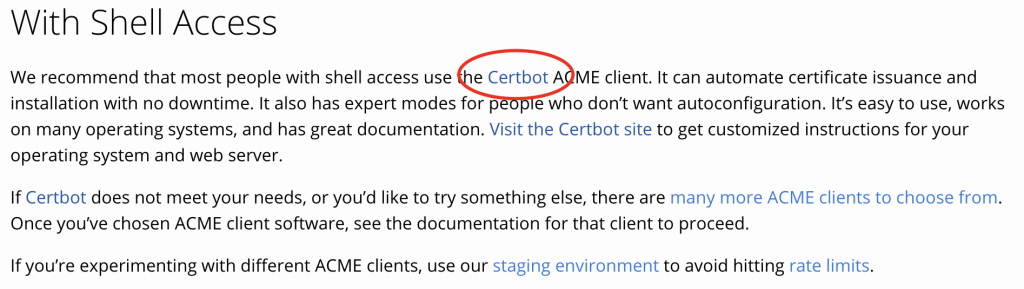 With Shell Access
We recommend that most people with shell access use the Certbot ACME client. It can automate certificate issuance and
installation with no downtime. It also has expert modes for people who don’t want autoconfiguration. It’s easy to use, works
on many operating systems, and has great documentation. Visit the Certbot site to get customized instructions for your
operating system and web server.
If Certbot does not meet your needs, or you’d like to try something else, there are many more ACME clients to choose from.
Once you’ve chosen ACME client software, see the documentation for that client to proceed.
If you’re experimenting with different ACME clients, use our staging environment to avoid hitting rate limits.